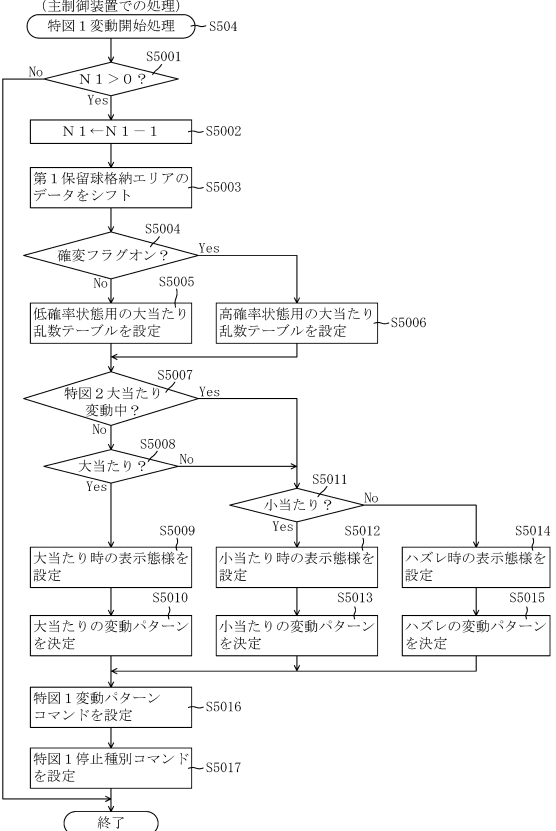 (主制御装置での処理)
特図1変動開始処理
S504
S5001
N1>0?
No
Yes
N1←N1-1
S5002
第1保留球格納エリアの
データをシフト
S5003
S5004
確変フラグオン?
Yes
No
S5005
低確率状態用の大当たり
乱数テーブルを設定
高確率状態用の大当たり
乱数テーブルを設定
S5006
S5007
特図2大当たり
変動中?
Yes
No
S5008
大当たり?
No
Yes
S5011
小当たり?
No
Yes
S5009
大当たり時の表示態様を
設定
S5012
小当たり時の表示態様を
設定
S5014
ハズレ時の表示態様を
設定
S5010
大当たりの変動パターン
を決定
S5013
小当たりの変動パターン
を決定
S5015
ハズレの変動パターン
を決定
特図1変動パターン
コマンドを設定
S5016
特図1停止種別コマンド
を設定
S5017
終了